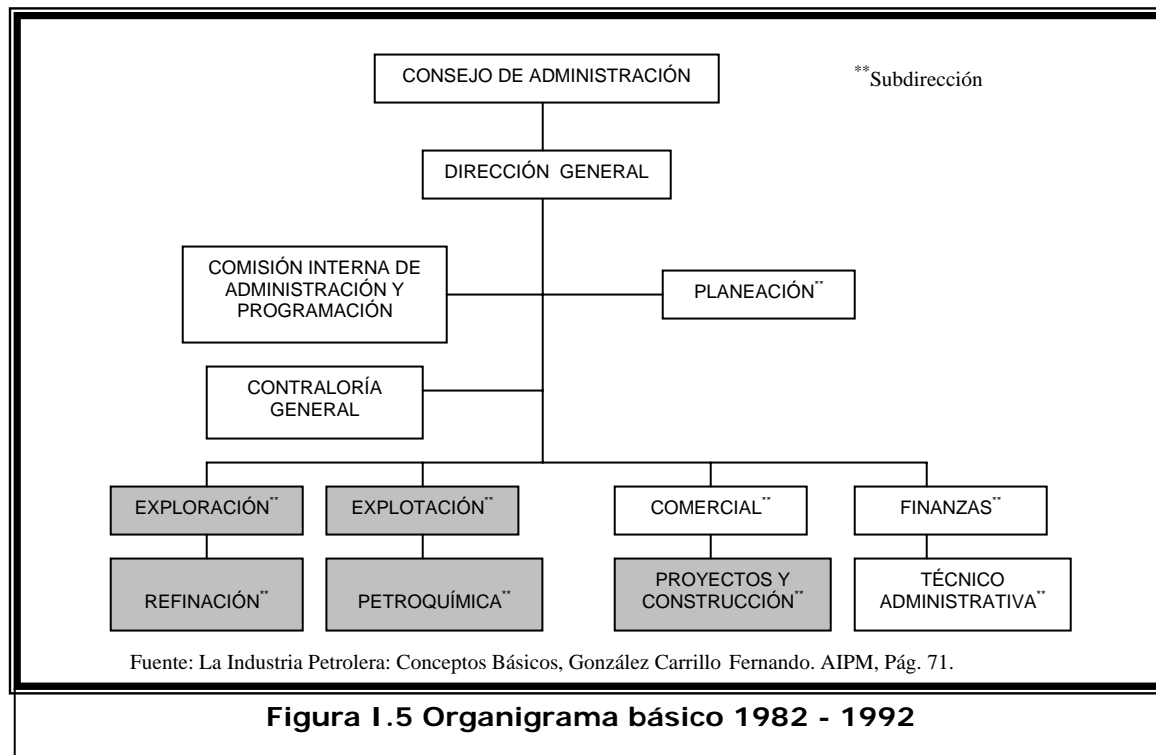 CONSEJO DE ADMINISTRACIÓN
**Subdirección
DIRECCIÓN GENERAL
COMISIÓN INTERNA DE
ADMINISTRACIÓN Y
PROGRAMACIÓN
PLANEACIÓN**
CONTRALORÍA
GENERAL
EXPLORACIÓN**
EXPLOTACIÓN**
COMERCIAL**
FINANZAS**
REFINACIÓN**
PETROQUÍMICA**
PROYECTOS Y
CONSTRUCCIÓN**
TÉCNICO
ADMINISTRATIVA**
Fuente: La Industria Petrolera: Conceptos Básicos, González Carrillo Fernando. AIPM, Pág. 71.
Figura I.5 Organigrama básico 1982 - 1992